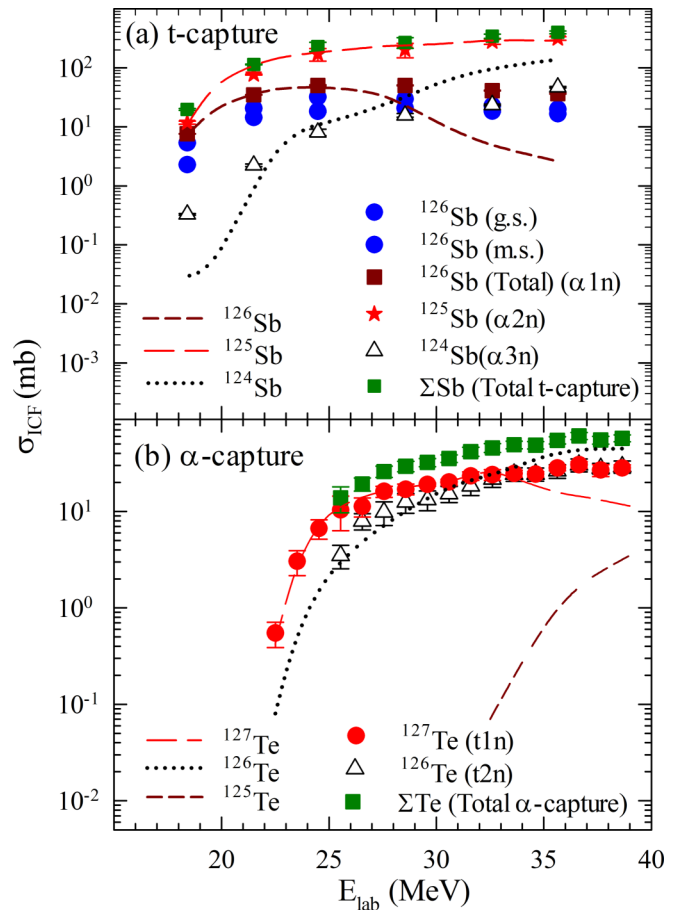 (a) t-capture
10²
10¹
10⁰
10⁻¹
10⁻²
10⁻³
¹²⁶Sb (g.s.)
¹²⁶Sb (m.s.)
¹²⁶Sb (Total) (α1n)
¹²⁵Sb (α2n)
¹²⁴Sb(α3n)
ΣSb (Total t-capture)
¹²⁶Sb
¹²⁵Sb
¹²⁴Sb
σ_ICF (mb)
(b) α-capture
10¹
10⁰
10⁻¹
10⁻²
¹²⁷Te
¹²⁶Te
¹²⁵Te
¹²⁷Te (t1n)
¹²⁶Te (t2n)
ΣTe (Total α-capture)
20 25 30 35 40
E_lab (MeV)